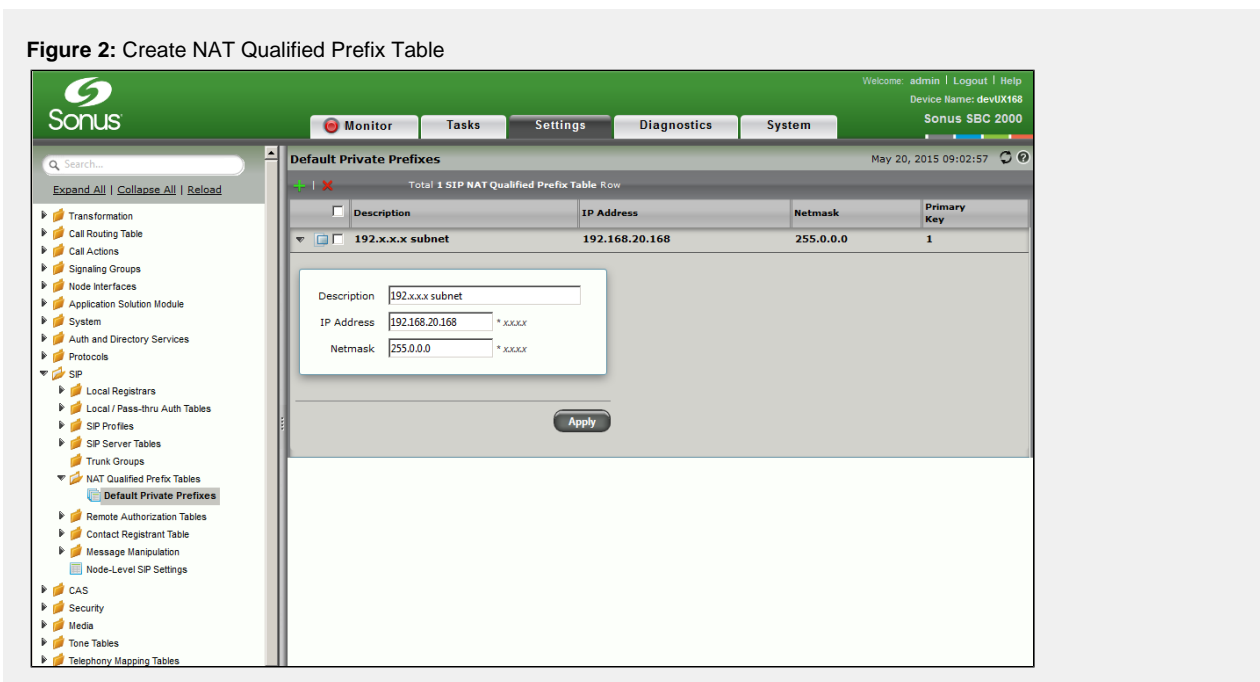 Figure 2: Create NAT Qualified Prefix Table
Sonus
Welcome: admin | Logout | Help
Device Name: devUX168
Sonus SBC 2000
Monitor
Tasks
Settings
Diagnostics
System
Search...
Expand All | Collapse All | Reload
Transformation
Call Routing Table
Call Actions
Signaling Groups
Node Interfaces
Application Solution Module
System
Auth and Directory Services
Protocols
SIP
Local Registrars
Local / Pass-thru Auth Tables
SIP Profiles
SIP Server Tables
Trunk Groups
NAT Qualified Prefix Tables
Default Private Prefixes
Remote Authorization Tables
Contact Registrant Table
Message Manipulation
Node-Level SIP Settings
CAS
Security
Media
Tone Tables
Telephony Mapping Tables
Default Private Prefixes
May 20, 2015 09:02:57
Total 1 SIP NAT Qualified Prefix Table Row
Description IP Address Netmask Primary Key
192.x.x.x subnet 192.168.20.168 255.0.0.0 1
Description 192.x.x.x subnet
IP Address 192.168.20.168 * x.x.x.x
Netmask 255.0.0.0 * x.x.x.x
Apply